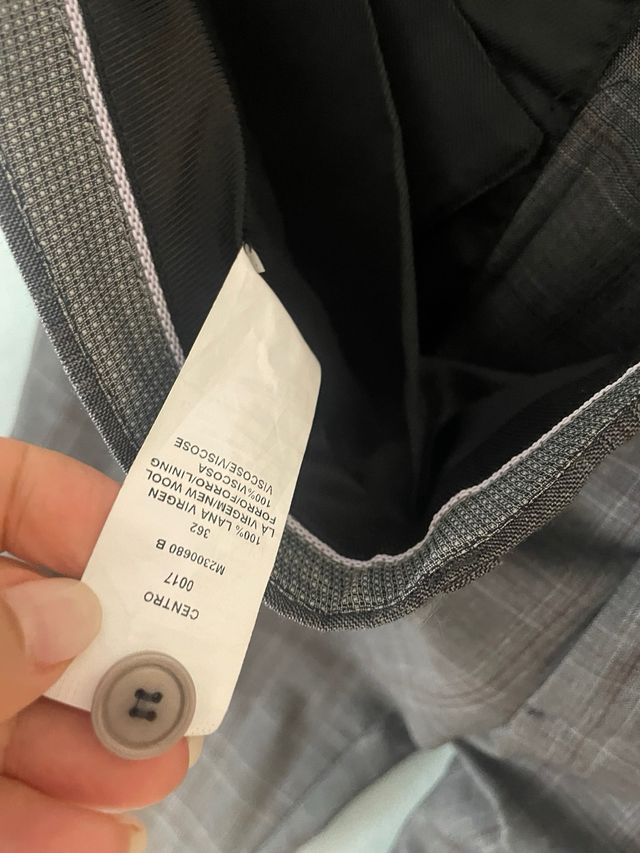 CENTRO
0017
M2300680 B
362
100% LANA VIRGEN
LA VIRGEM/NEW WOOL
FORRO/FORRO/LINING
100%VISCOSA
VISCOSE/VISCOSE